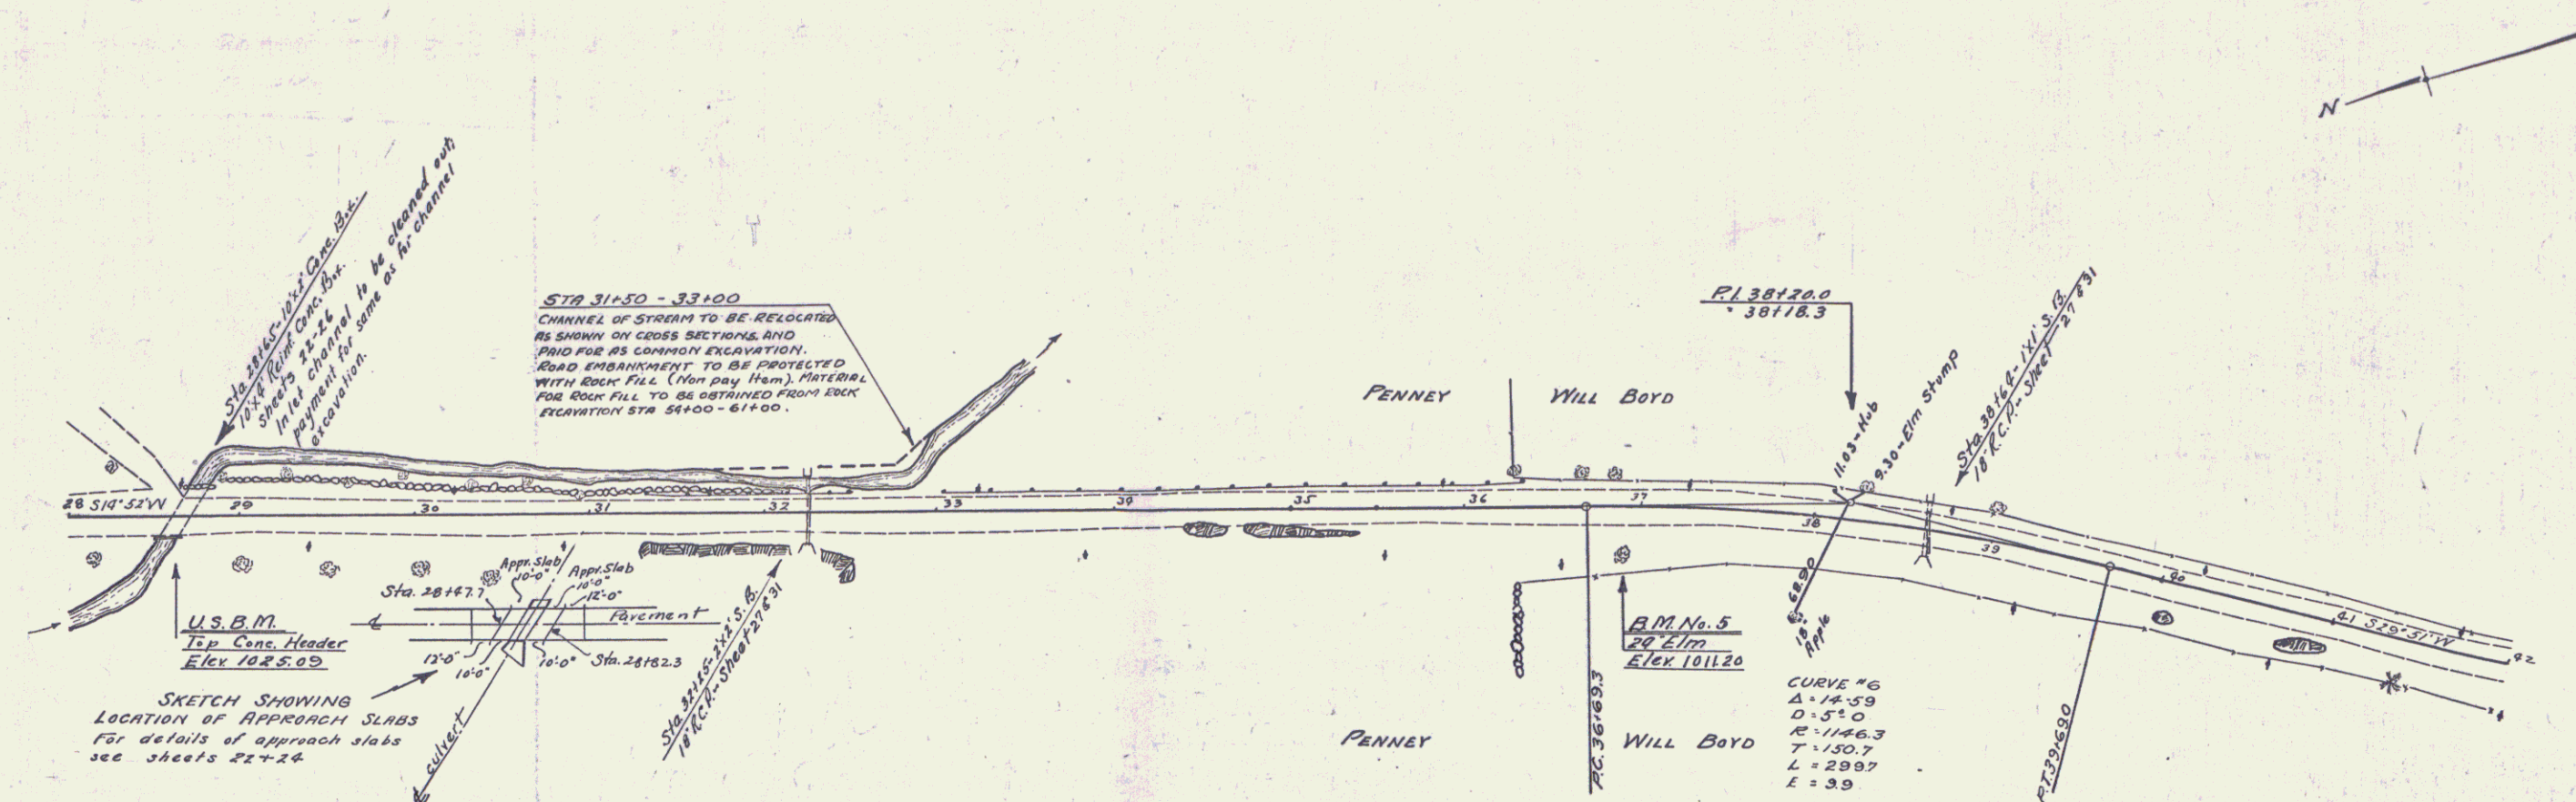 N
Sta 28+65-10'x2' Conc. Box.
10'x4' Reinf. Conc. Box.
Sheets 22-26
Inlet channel to be cleaned out,
payment for same as for channel
excavation.
STA 31+50 - 33+00
CHANNEL OF STREAM TO BE RELOCATED
AS SHOWN ON CROSS SECTIONS, AND
PAID FOR AS COMMON EXCAVATION.
ROAD EMBANKMENT TO BE PROTECTED
WITH ROCK FILL (Non pay Item). MATERIAL
FOR ROCK FILL TO BE OBTAINED FROM ROCK
EXCAVATION STA 54+00-61+00.
PENNEY
WILL BOYD
P.I. 38+20.0
" 38+18.3
11.03-Hub
9.30-Elm Stump
Sta 38+64-1'x1' S.B.
18" R.C.P.-Sheet 27 & 31
28 S14°52'W
29
30
31
32
33
35
36
37
38
39
40
41 S29°51'W
42
U.S.B.M.
Top Conc. Header
Elev. 1025.09
Sta. 28+47.7
Appr. Slab
10'-0"
Appr. Slab
10'-0"
12'-0"
Pavement
12'-0"
10'-0"
10'-0"
Sta. 28+82.3
culvert
SKETCH SHOWING
LOCATION OF APPROACH SLABS
For details of approach slabs
see sheets 22+24
Sta 32+25-2'x2' S.B.
18" R.C.P.-Sheet 27 & 31
PENNEY
P.C. 36+69.3
WILL BOYD
B.M. No. 5
Elm
Elev. 1011.20
68.90
18"
Apple
CURVE #6
Δ = 14-59
D = 5°-0
R = 1146.3
T = 150.7
L = 299.7
E = 9.9
P.T. 39+69.0